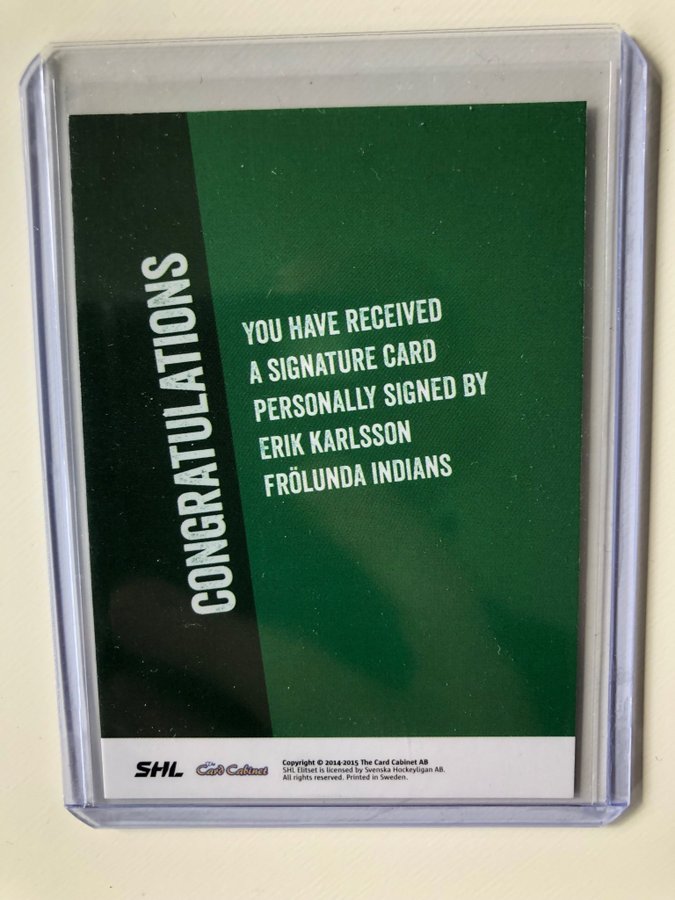 CONGRATULATIONS
YOU HAVE RECEIVED
A SIGNATURE CARD
PERSONALLY SIGNED BY
ERIK KARLSSON
FRÖLUNDA INDIANS
SHL
The
Card Cabinet
Copyright © 2014-2015 The Card Cabinet AB
SHL Elitset is licensed by Svenska Hockeyligan AB.
All rights reserved. Printed in Sweden.